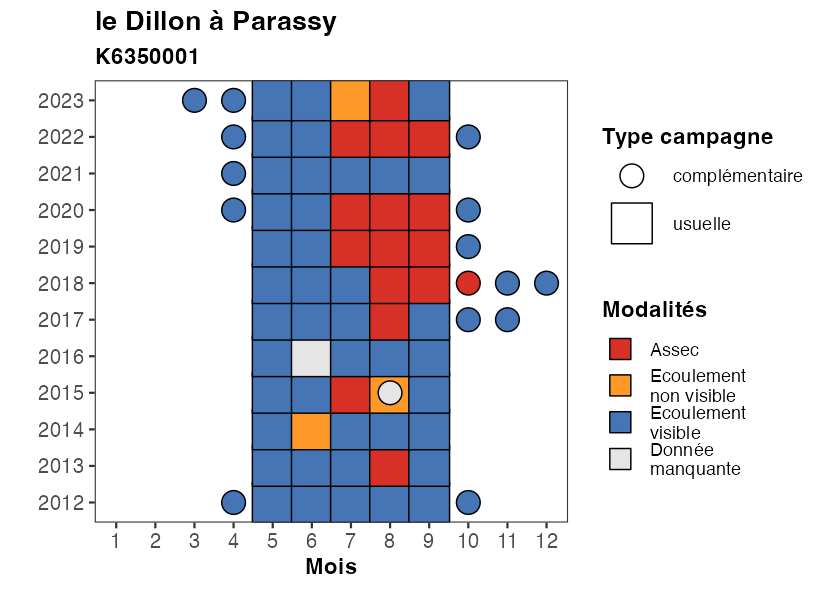 le Dillon à Parassy
K6350001
2023
2022
2021
2020
2019
2018
2017
2016
2015
2014
2013
2012
1 2 3 4 5 6 7 8 9 10 11 12
Mois
Type campagne
complémentaire
usuelle
Modalités
Assec
Ecoulement
non visible
Ecoulement
visible
Donnée
manquante